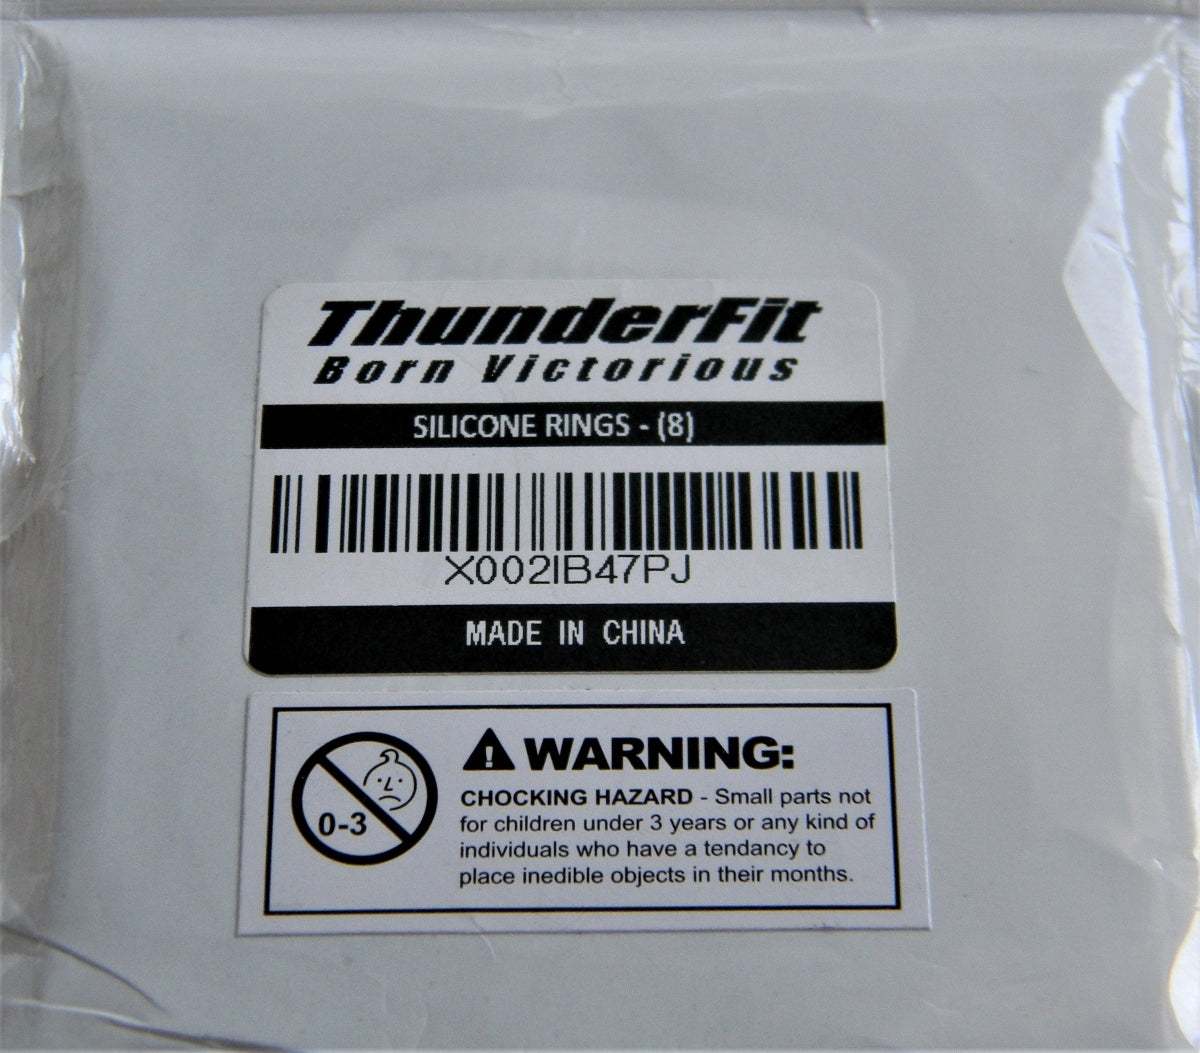 ThunderFit
Born Victorious
SILICONE RINGS - (8)
X002IB47PJ
MADE IN CHINA
WARNING:
0-3
CHOCKING HAZARD - Small parts not
for children under 3 years or any kind of
individuals who have a tendancy to
place inedible objects in their months.